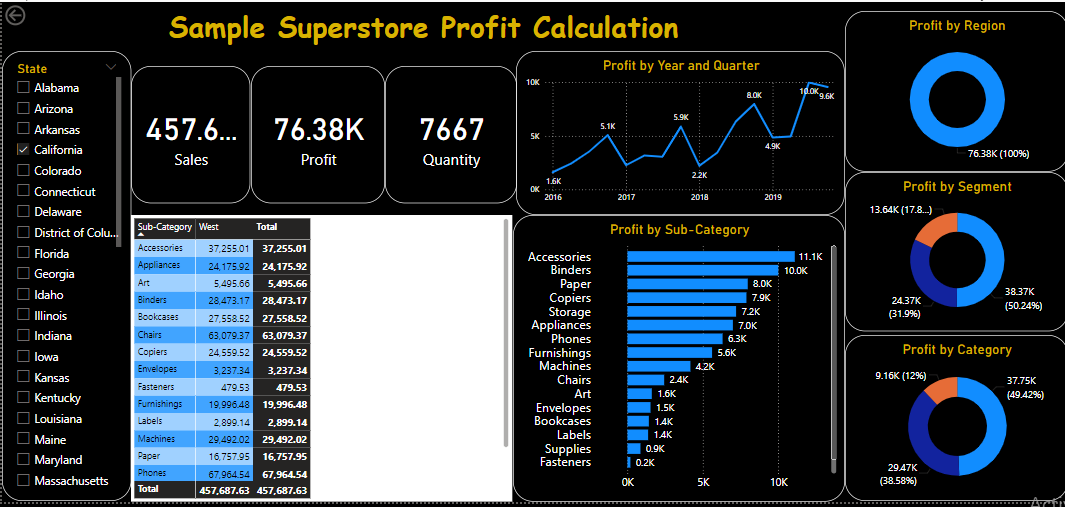 Sample Superstore Profit Calculation
State
Alabama
Arizona
Arkansas
California
Colorado
Connecticut
Delaware
District of Colu...
Florida
Georgia
Idaho
Illinois
Indiana
Iowa
Kansas
Kentucky
Louisiana
Maine
Maryland
Massachusetts
457.6...
Sales
76.38K
Profit
7667
Quantity
Sub-Category West Total
Accessories 37,255.01 37,255.01
Appliances 24,175.92 24,175.92
Art 5,495.66 5,495.66
Binders 28,473.17 28,473.17
Bookcases 27,558.52 27,558.52
Chairs 63,079.37 63,079.37
Copiers 24,559.52 24,559.52
Envelopes 3,237.34 3,237.34
Fasteners 479.53 479.53
Furnishings 19,996.48 19,996.48
Labels 2,899.14 2,899.14
Machines 29,492.02 29,492.02
Paper 16,757.95 16,757.95
Phones 67,964.54 67,964.54
Total 457,687.63 457,687.63
Profit by Year and Quarter
10K
5K
0K
1.6K
5.1K
5.9K
2.2K
8.0K
4.9K
10.0K
9.6K
2016 2017 2018 2019
Profit by Sub-Category
Accessories 11.1K
Binders 10.0K
Paper 8.0K
Copiers 7.9K
Storage 7.2K
Appliances 7.0K
Phones 6.3K
Furnishings 5.6K
Machines 4.2K
Chairs 2.4K
Art 1.6K
Envelopes 1.5K
Bookcases 1.4K
Labels 1.4K
Supplies 0.9K
Fasteners 0.2K
0K 5K 10K
Profit by Region
76.38K (100%)
Profit by Segment
13.64K (17.8...)
24.37K
(31.9%)
38.37K
(50.24%)
Profit by Category
9.16K (12%)
37.75K
(49.42%)
29.47K
(38.58%)